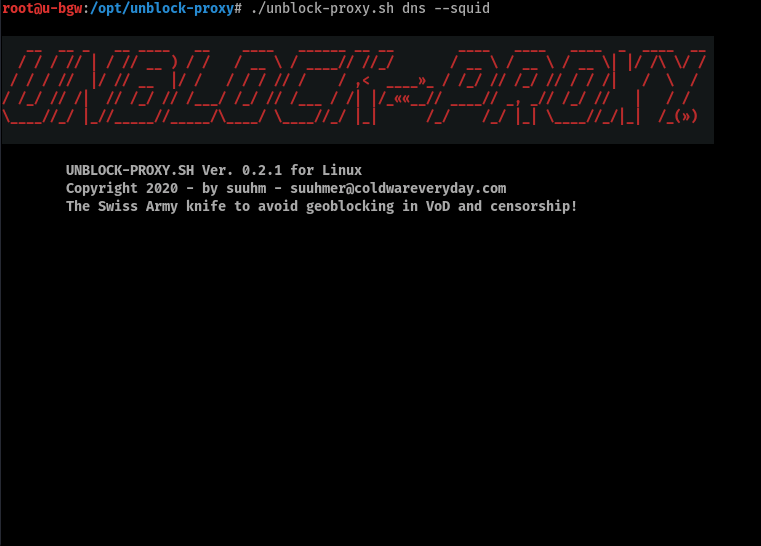 root@u-bgw:/opt/unblock-proxy# ./unblock-proxy.sh dns --squid
UNBLOCK-PROXY.SH Ver. 0.2.1 for Linux
Copyright 2020 - by suuhm - suuhmer@coldwareveryday.com
The Swiss Army knife to avoid geoblocking in VoD and censorship!